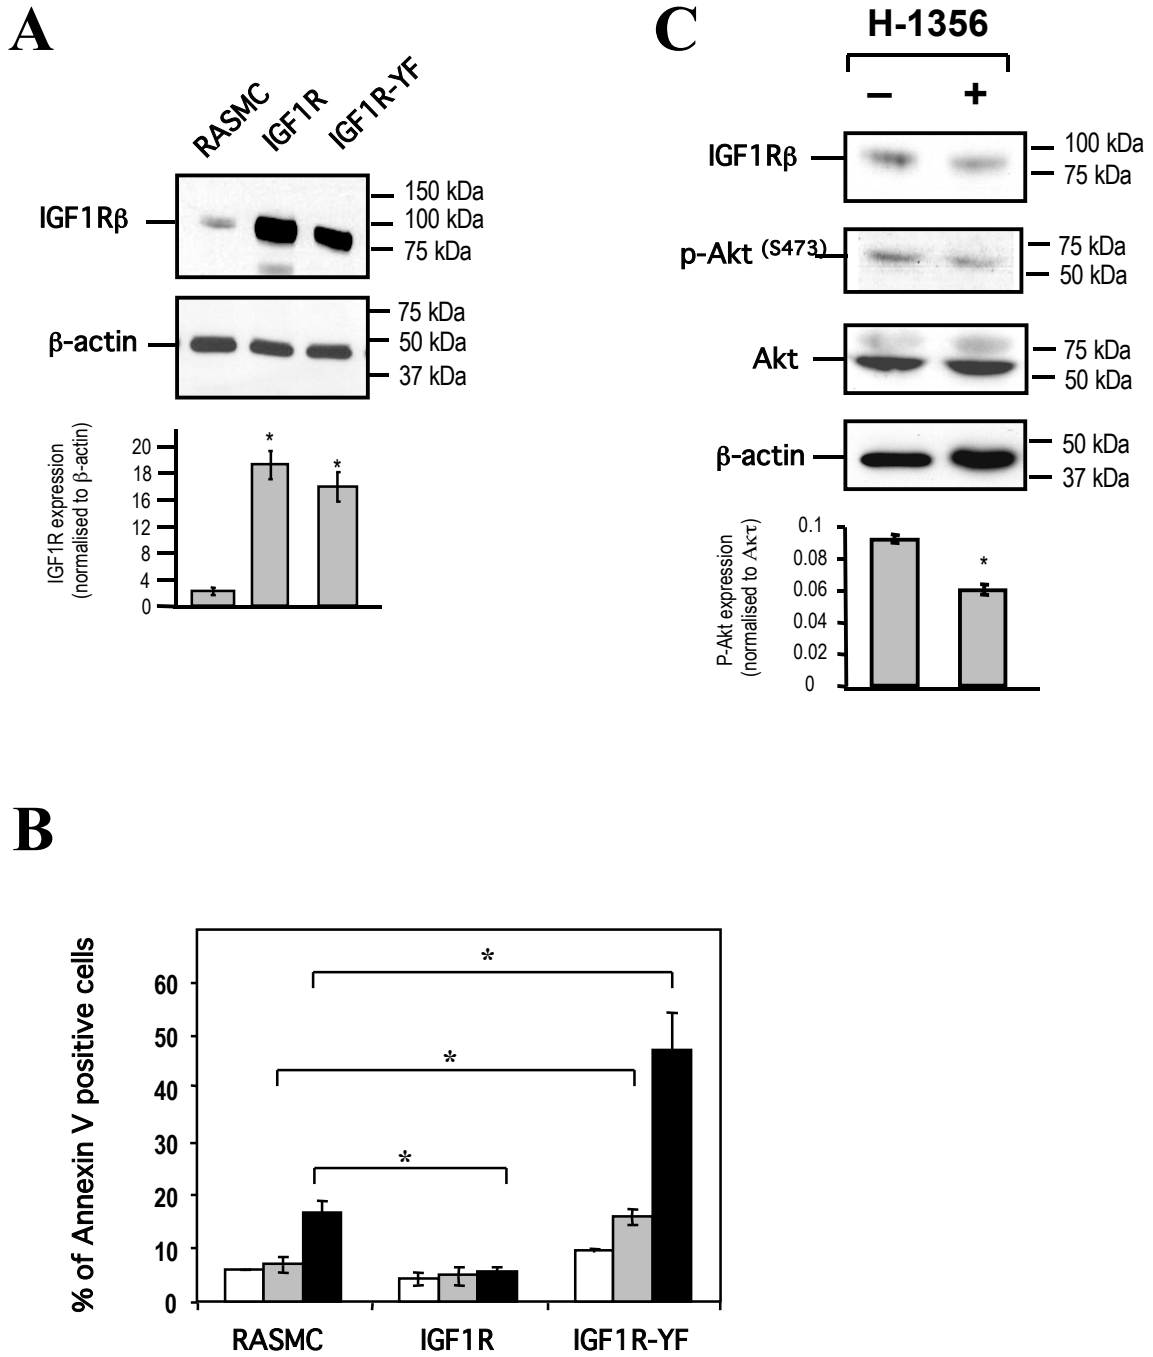 A
RASMC
IGF1R
IGF1R-YF
IGF1Rβ
150 kDa
100 kDa
75 kDa
β-actin
75 kDa
50 kDa
37 kDa
IGF1R expression
(normalised to β-actin)
20
18
16
12
8
4
0
*
*
C
H-1356
– +
IGF1Rβ
100 kDa
75 kDa
p-Akt (S473)
75 kDa
50 kDa
Akt
75 kDa
50 kDa
β-actin
50 kDa
37 kDa
P-Akt expression
(normalised to Ακτ)
0.1
0.08
0.06
0.04
0.02
0
*
B
% of Annexin V positive cells
60
50
40
30
20
10
0
*
*
*
RASMC
IGF1R
IGF1R-YF